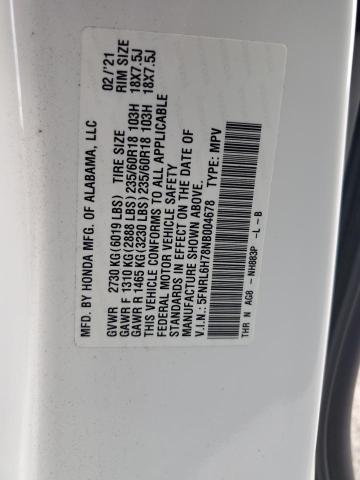 MFD. BY HONDA MFG. OF ALABAMA, LLC 02/'21
GVWR 2730 KG(6019 LBS) TIRE SIZE RIM SIZE
GAWR F 1310 KG(2888 LBS)235/60R18 103H 18X7.5J
GAWR R 1465 KG(3230 LBS)235/60R18 103H 18X7.5J
THIS VEHICLE CONFORMS TO ALL APPLICABLE
FEDERAL MOTOR VEHICLE SAFETY
STANDARDS IN EFFECT ON THE DATE OF
MANUFACTURE SHOWN ABOVE.
V.I.N.: 5FNRL6H78NB004678 TYPE: MPV
THR N AG8 - NH883P -L -B